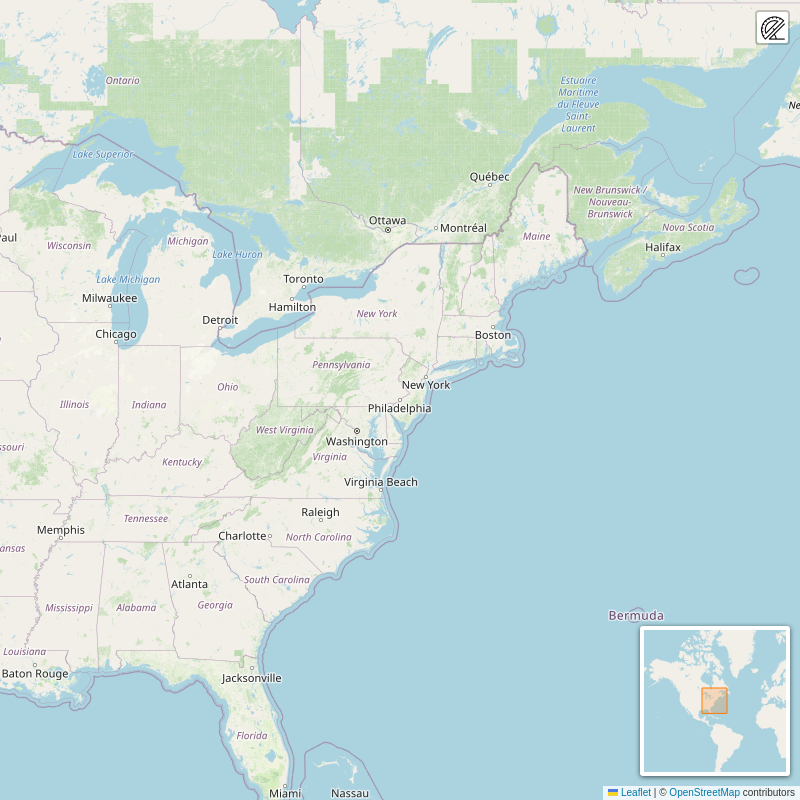 Ontario
Estuaire
Maritime
du Fleuve
Saint-
Laurent
Ne
Lake Superior
Québec
New Brunswick /
Nouveau-
Brunswick
Ottawa
Montréal
Nova Scotia
Maine
Halifax
Paul
Wisconsin
Michigan
Lake Huron
Lake Michigan
Toronto
Milwaukee
Hamilton
New York
Detroit
Chicago
Boston
Pennsylvania
Ohio
New York
Illinois
Indiana
Philadelphia
West Virginia
Washington
ssouri
Virginia
Kentucky
Virginia Beach
Raleigh
Tennessee
Memphis
Charlotte
North Carolina
ansas
Atlanta
South Carolina
Mississippi
Alabama
Georgia
Bermuda
Louisiana
Baton Rouge
Jacksonville
Florida
Miami
Nassau
Leaflet | © OpenStreetMap contributors